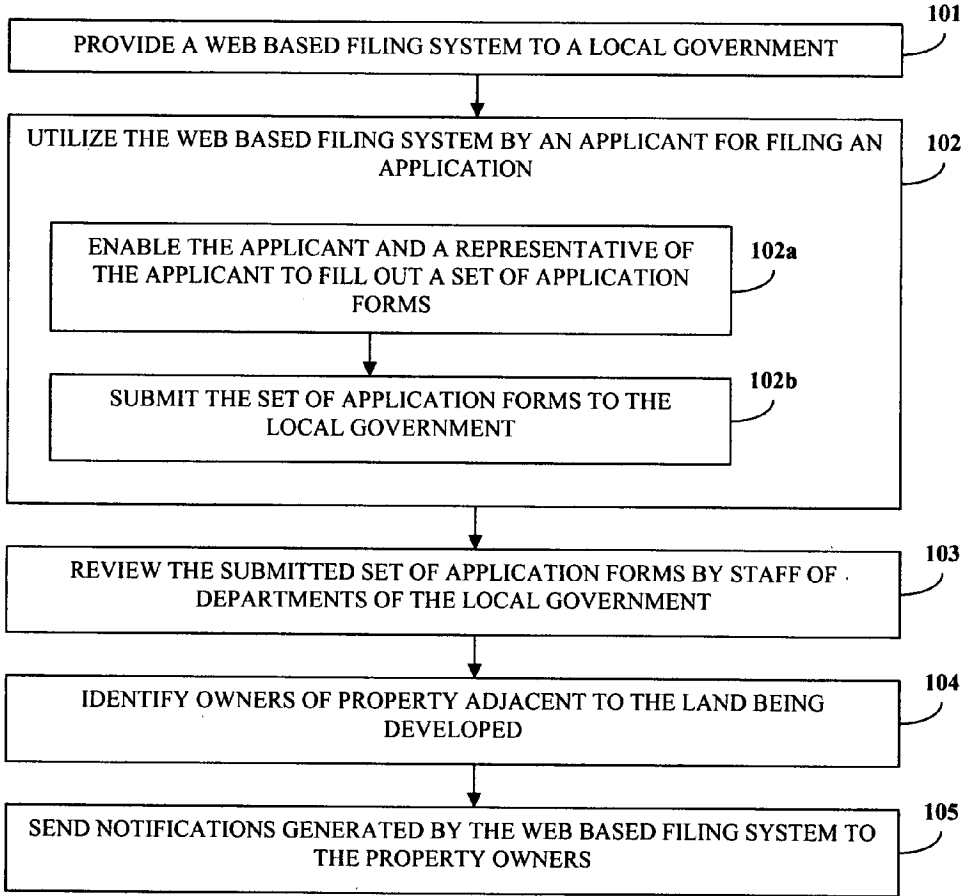 101
PROVIDE A WEB BASED FILING SYSTEM TO A LOCAL GOVERNMENT
UTILIZE THE WEB BASED FILING SYSTEM BY AN APPLICANT FOR FILING AN
APPLICATION
102
ENABLE THE APPLICANT AND A REPRESENTATIVE OF
THE APPLICANT TO FILL OUT A SET OF APPLICATION
FORMS
102a
SUBMIT THE SET OF APPLICATION FORMS TO THE
LOCAL GOVERNMENT
102b
REVIEW THE SUBMITTED SET OF APPLICATION FORMS BY STAFF OF
DEPARTMENTS OF THE LOCAL GOVERNMENT
103
IDENTIFY OWNERS OF PROPERTY ADJACENT TO THE LAND BEING
DEVELOPED
104
SEND NOTIFICATIONS GENERATED BY THE WEB BASED FILING SYSTEM TO
THE PROPERTY OWNERS
105